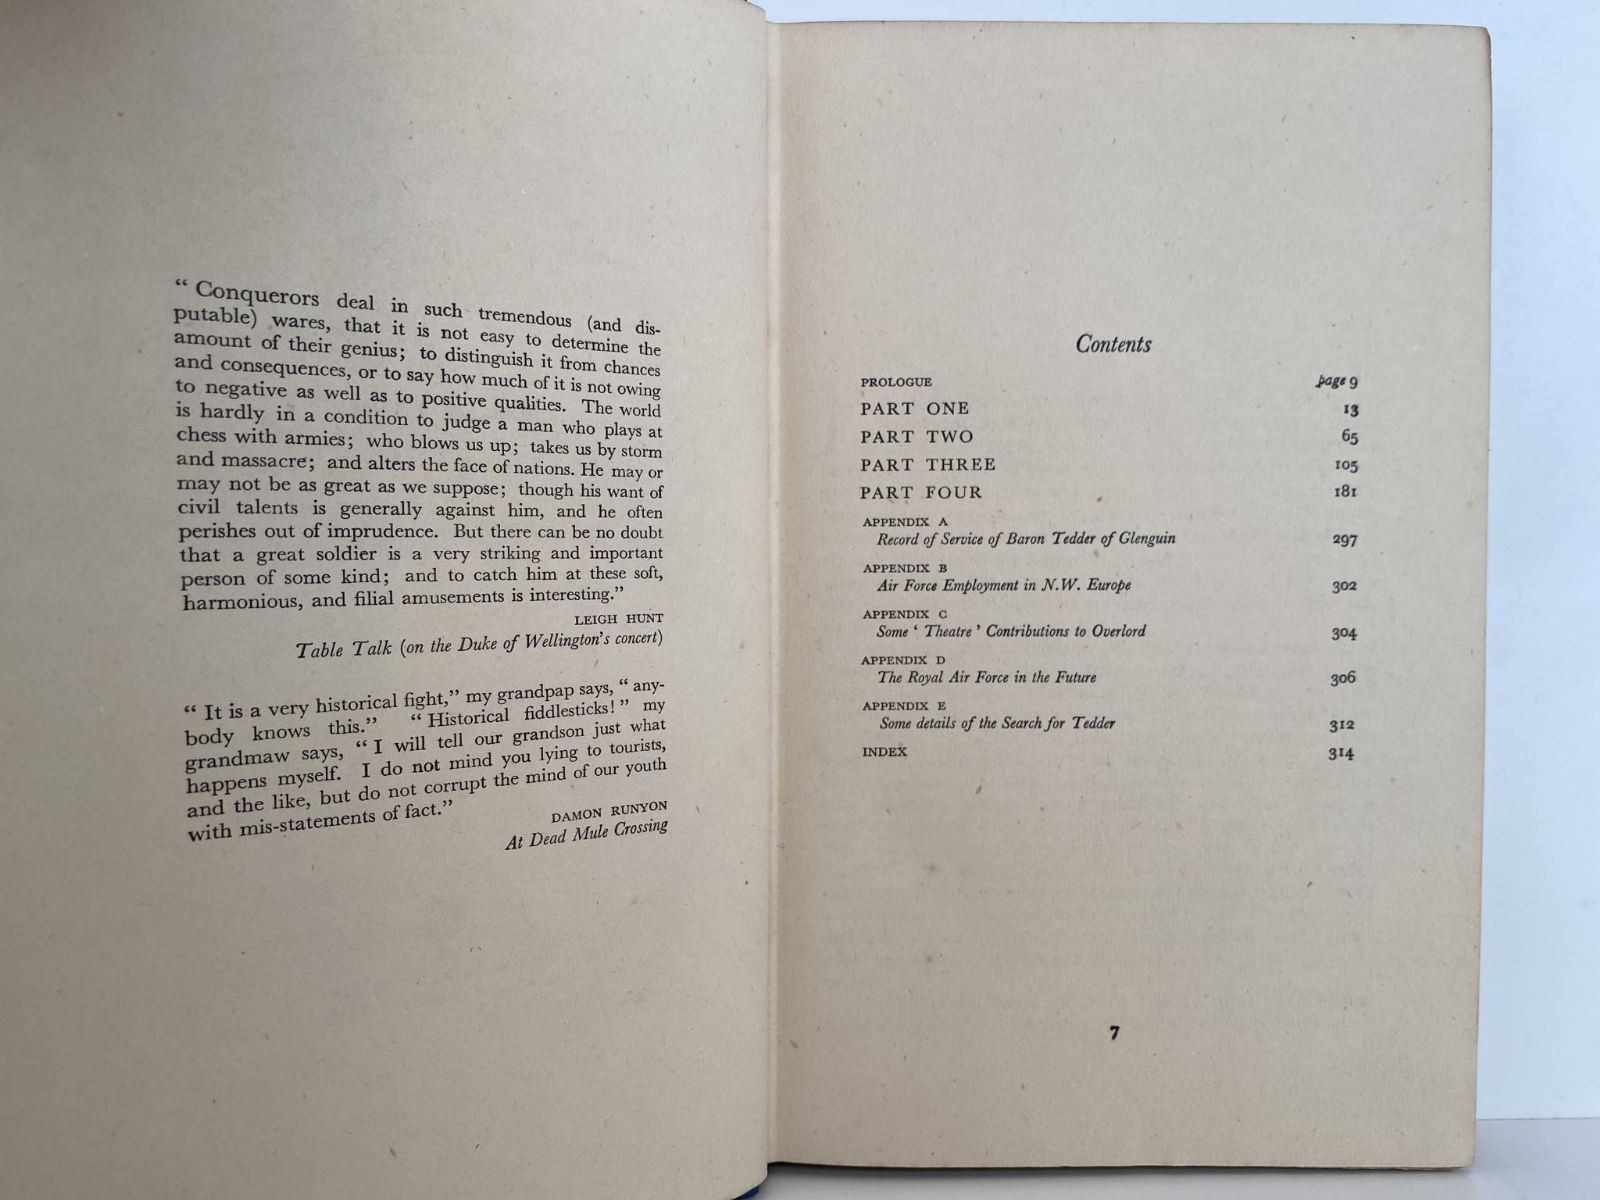 “ Conquerors deal in such tremendous (and dis-
putable) wares, that it is not easy to determine the
amount of their genius; to distinguish it from chances
and consequences, or to say how much of it is not owing
to negative as well as to positive qualities. The world
is hardly in a condition to judge a man who plays at
chess with armies; who blows us up; takes us by storm
and massacre; and alters the face of nations. He may or
may not be as great as we suppose; though his want of
civil talents is generally against him, and he often
perishes out of imprudence. But there can be no doubt
that a great soldier is a very striking and important
person of some kind; and to catch him at these soft,
harmonious, and filial amusements is interesting.”
LEIGH HUNT
Table Talk (on the Duke of Wellington’s concert)
“ It is a very historical fight,” my grandpap says, “ any-
body knows this.” “ Historical fiddlesticks! ” my
grandmaw says, “ I will tell our grandson just what
happens myself. I do not mind you lying to tourists,
and the like, but do not corrupt the mind of our youth
with mis-statements of fact.”
DAMON RUNYON
At Dead Mule Crossing
Contents
PROLOGUE page 9
PART ONE 13
PART TWO 65
PART THREE 105
PART FOUR 181
APPENDIX A
Record of Service of Baron Tedder of Glenguin 297
APPENDIX B
Air Force Employment in N.W. Europe 302
APPENDIX C
Some ‘ Theatre ’ Contributions to Overlord 304
APPENDIX D
The Royal Air Force in the Future 306
APPENDIX E
Some details of the Search for Tedder 312
INDEX 314
7